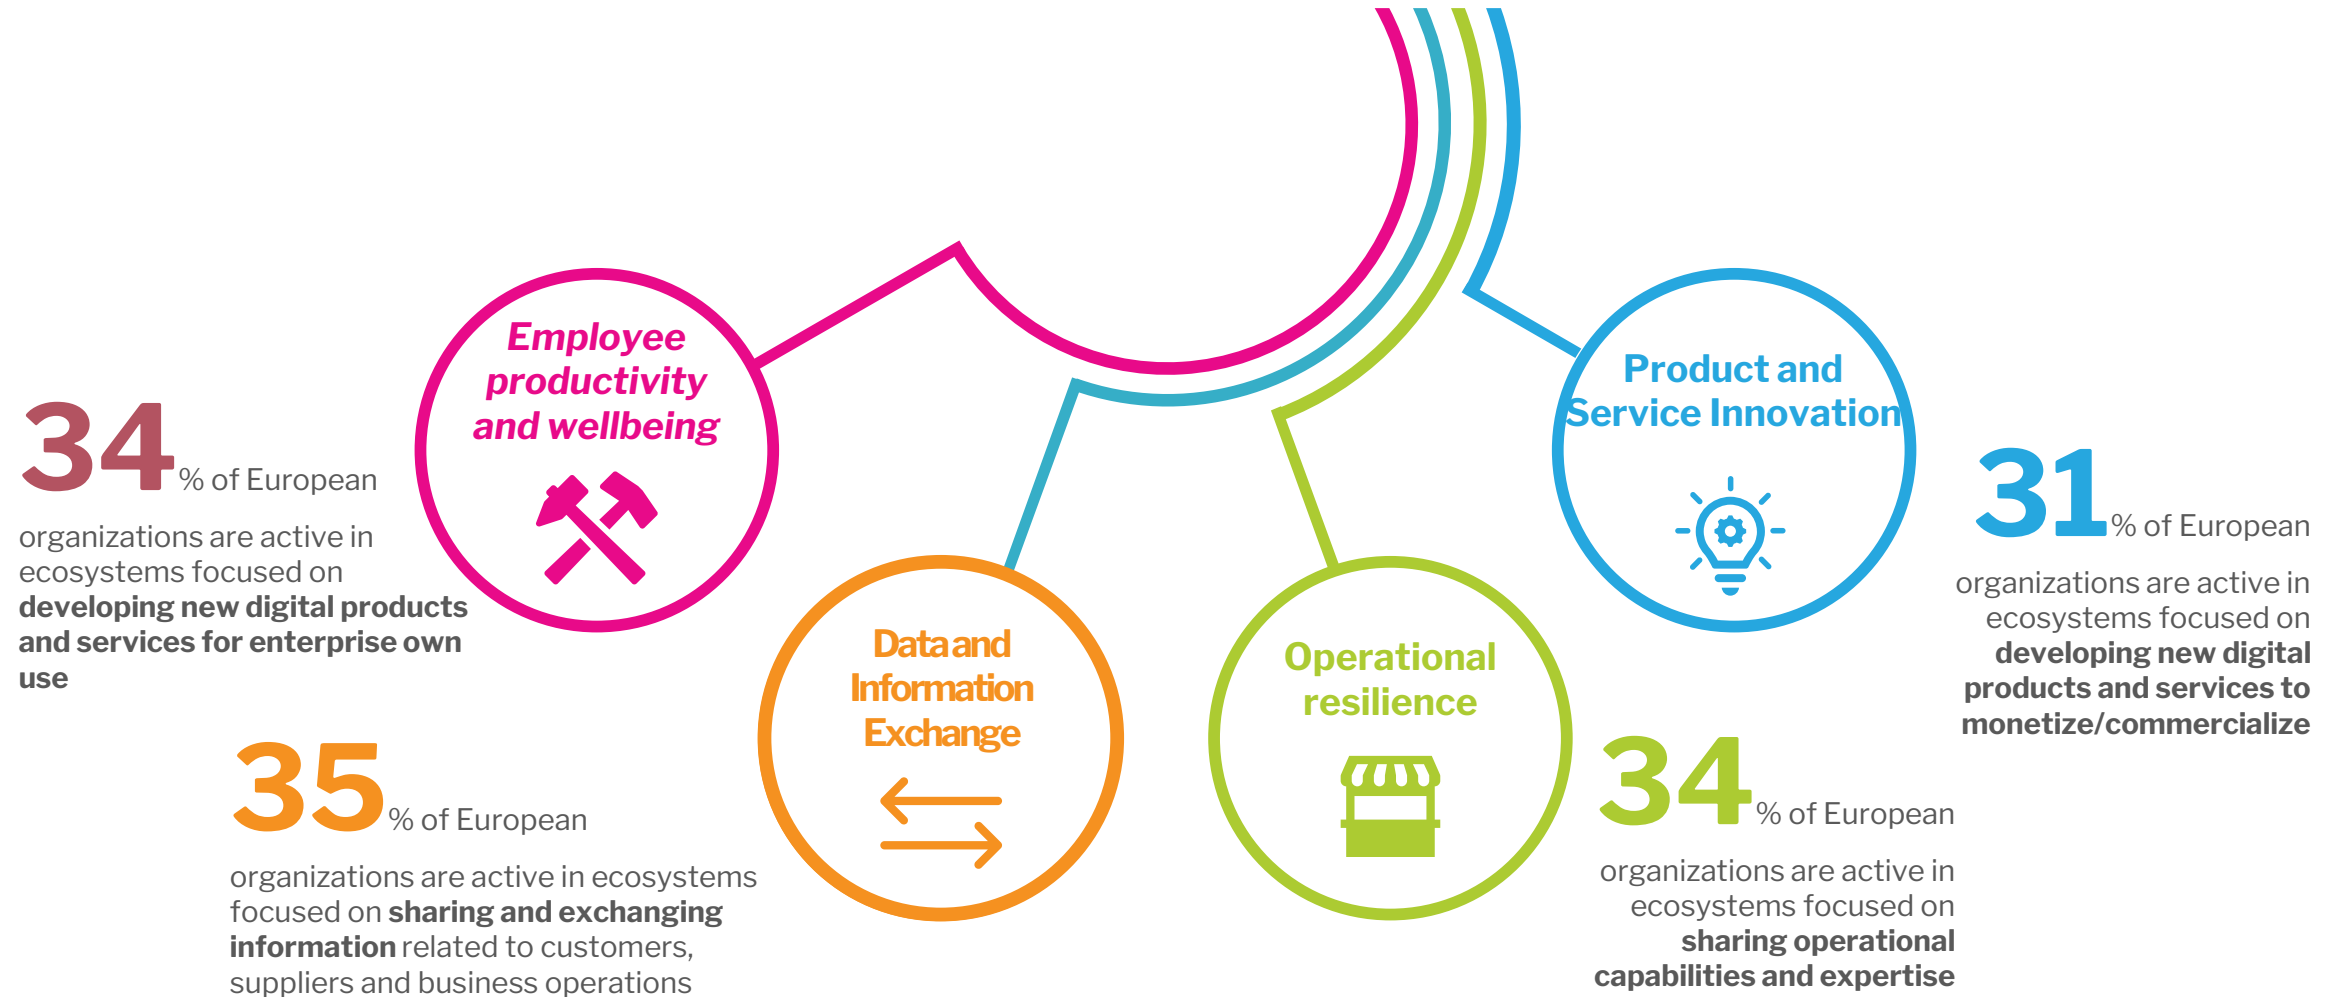 Employee
productivity
and wellbeing
34% of European
organizations are active in
ecosystems focused on
developing new digital products
and services for enterprise own
use
Data and
Information
Exchange
35% of European
organizations are active in ecosystems
focused on sharing and exchanging
information related to customers,
suppliers and business operations
Operational
resilience
34% of European
organizations are active in
ecosystems focused on
sharing operational
capabilities and expertise
Product and
Service Innovation
31% of European
organizations are active in
ecosystems focused on
developing new digital
products and services to
monetize/commercialize